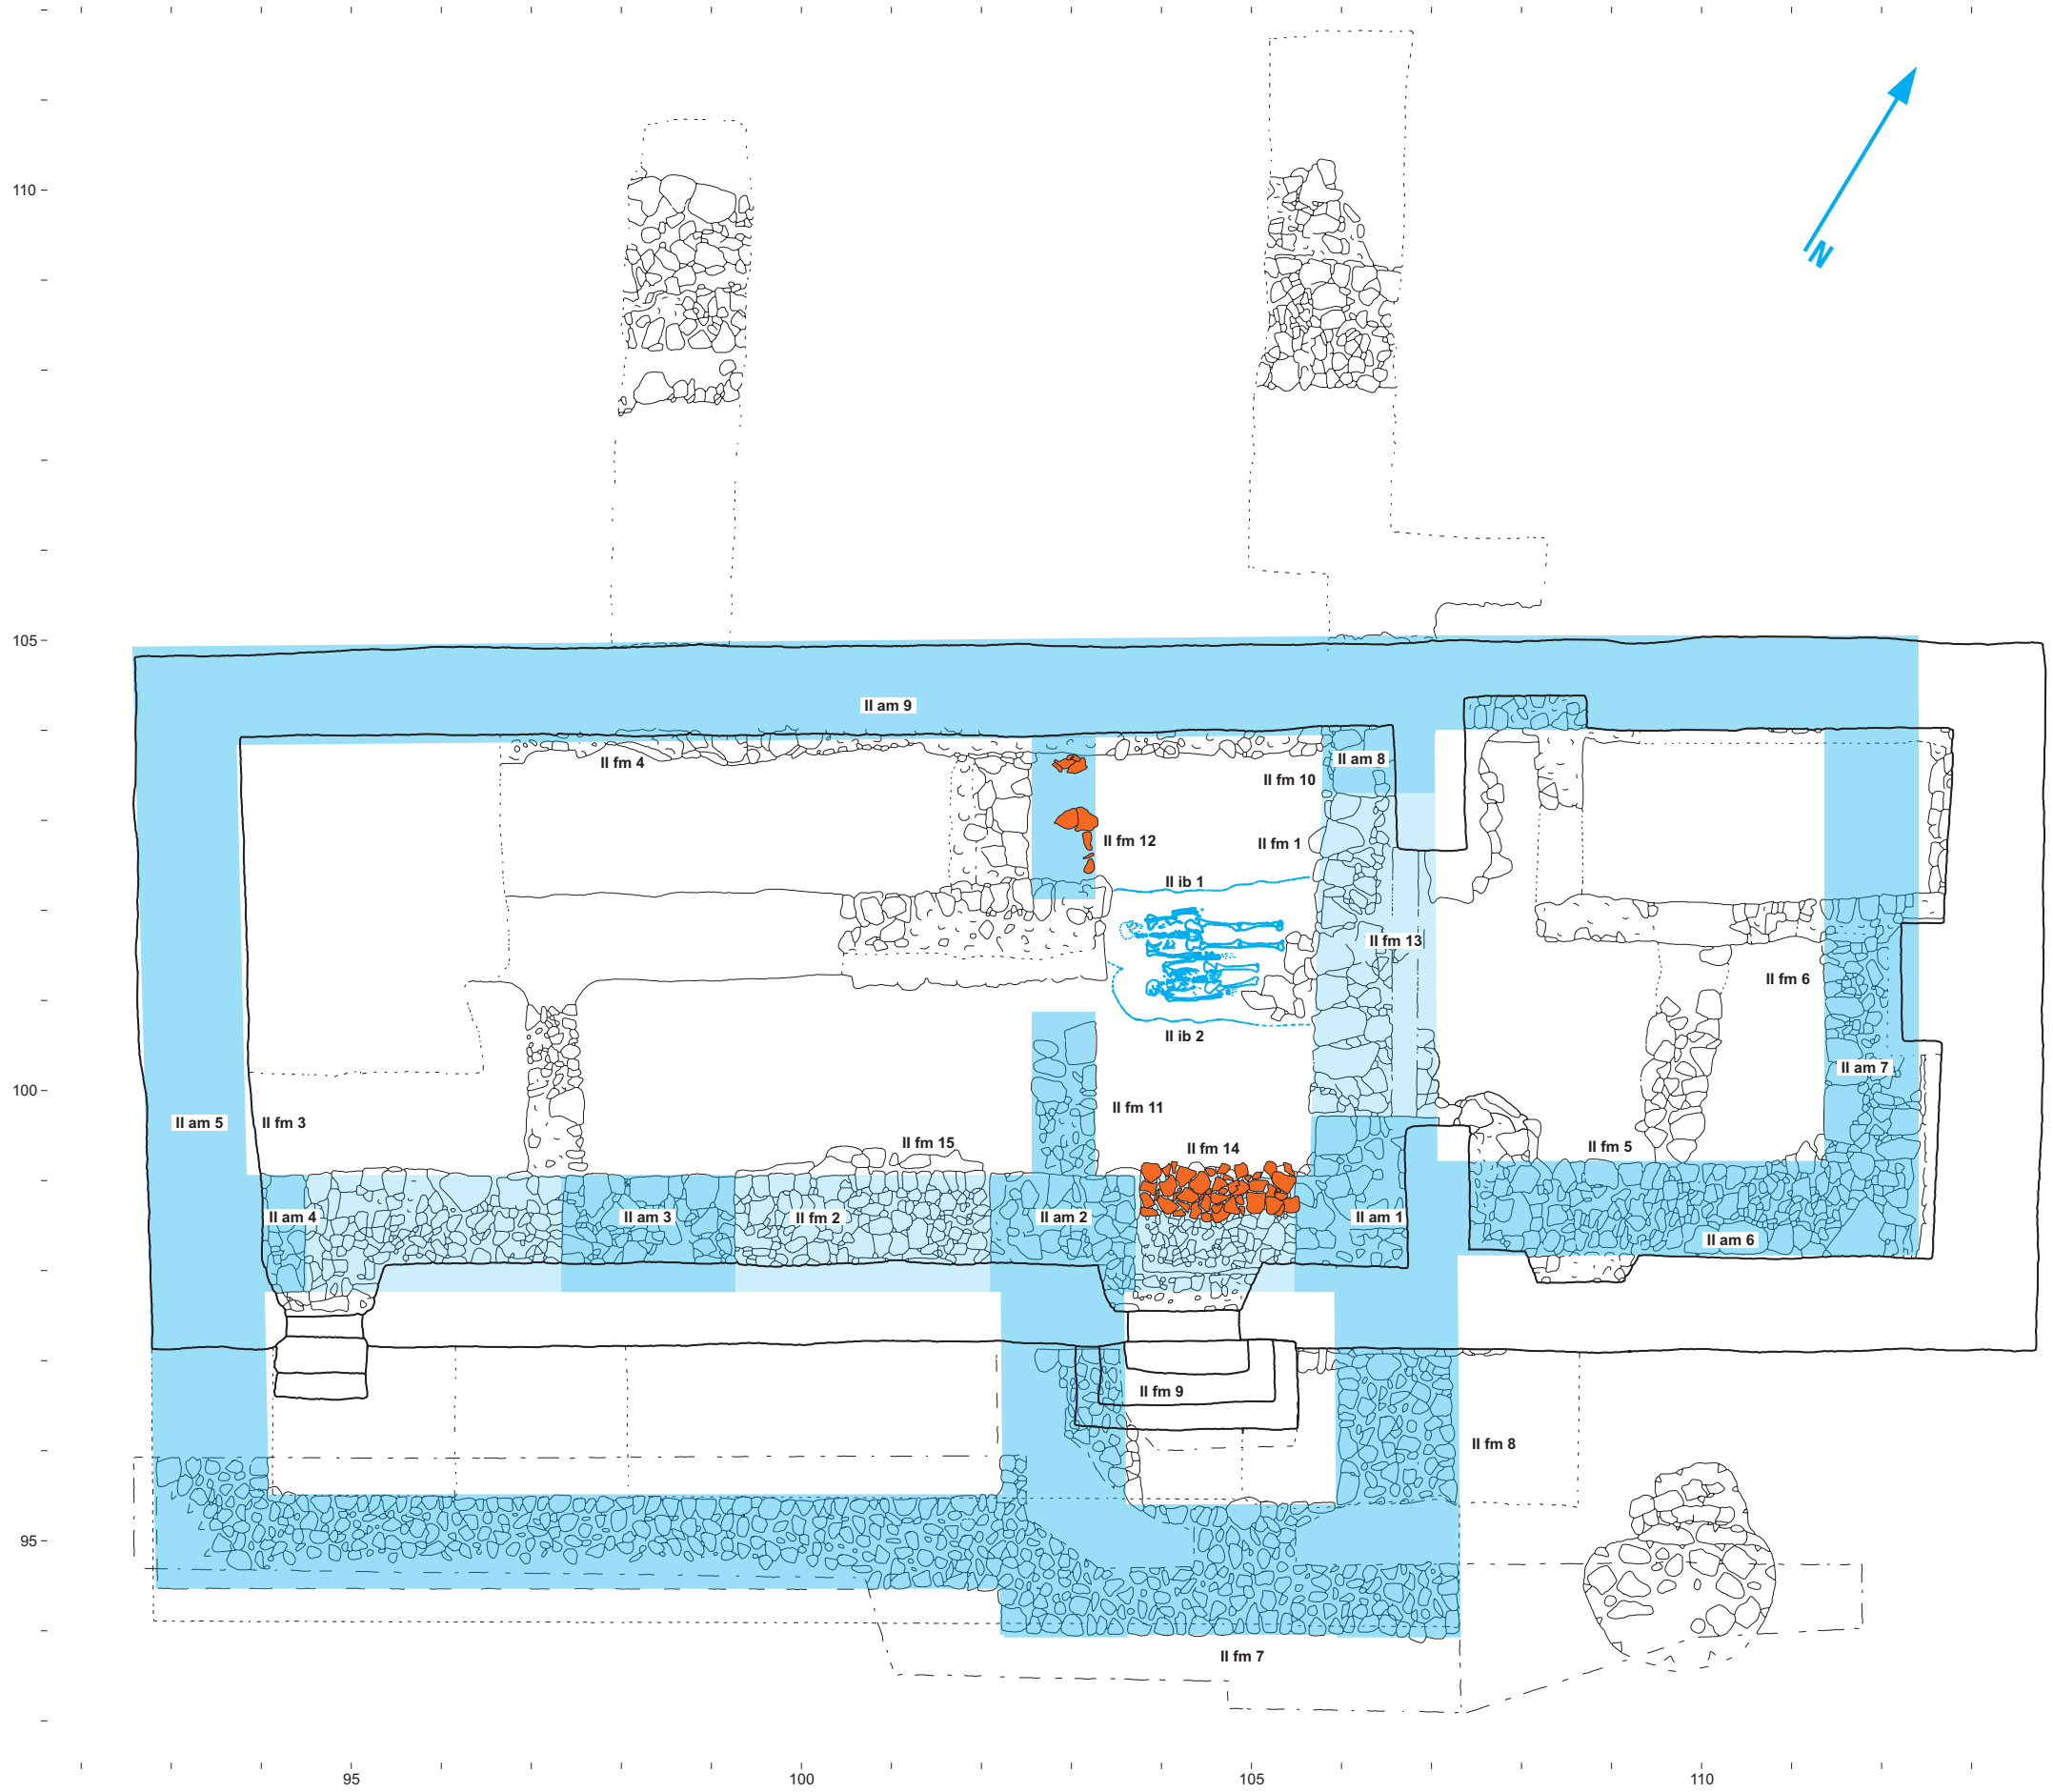 N
110
105
II am 9
II fm 4
II am 8
II fm 10
II fm 12
II fm 1
II ib 1
II fm 13
II fm 6
II ib 2
II am 7
100
II fm 11
II am 5
II fm 3
II fm 15
II fm 14
II fm 5
II am 4
II am 3
II fm 2
II am 2
II am 1
II am 6
II fm 9
II fm 8
95
II fm 7
95
100
105
110